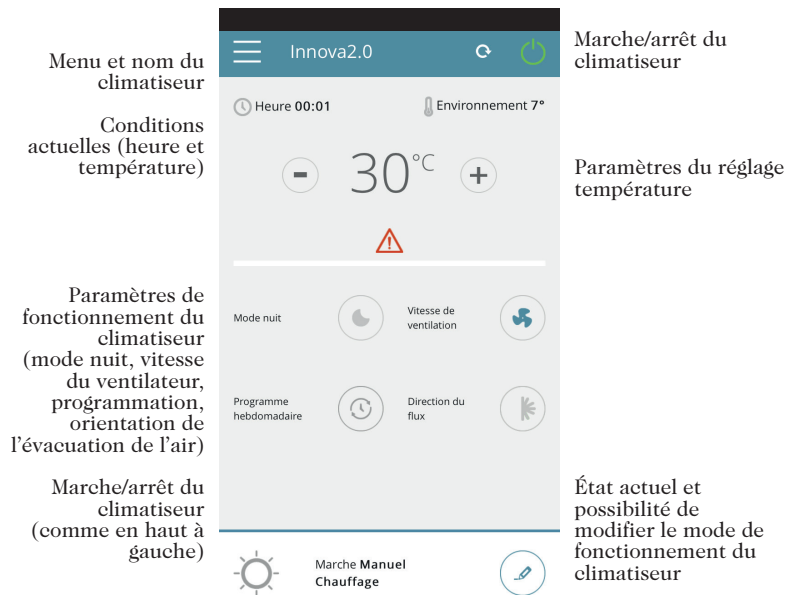 Menu et nom du
climatiseur
Conditions
actuelles (heure et
température)
Paramètres de
fonctionnement du
climatiseur
(mode nuit, vitesse
du ventilateur,
programmation,
orientation de
l'évacuation de l'air)
Marche/arrêt du
climatiseur
(comme en haut à
gauche)
Innova2.0
Heure 00:01
Environnement 7°
- 30°C +
Mode nuit
Vitesse de
ventilation
Programme
hebdomadaire
Direction du
flux
Marche Manuel
Chauffage
Marche/arrêt du
climatiseur
Paramètres du réglage
température
État actuel et
possibilité de
modifier le mode de
fonctionnement du
climatiseur